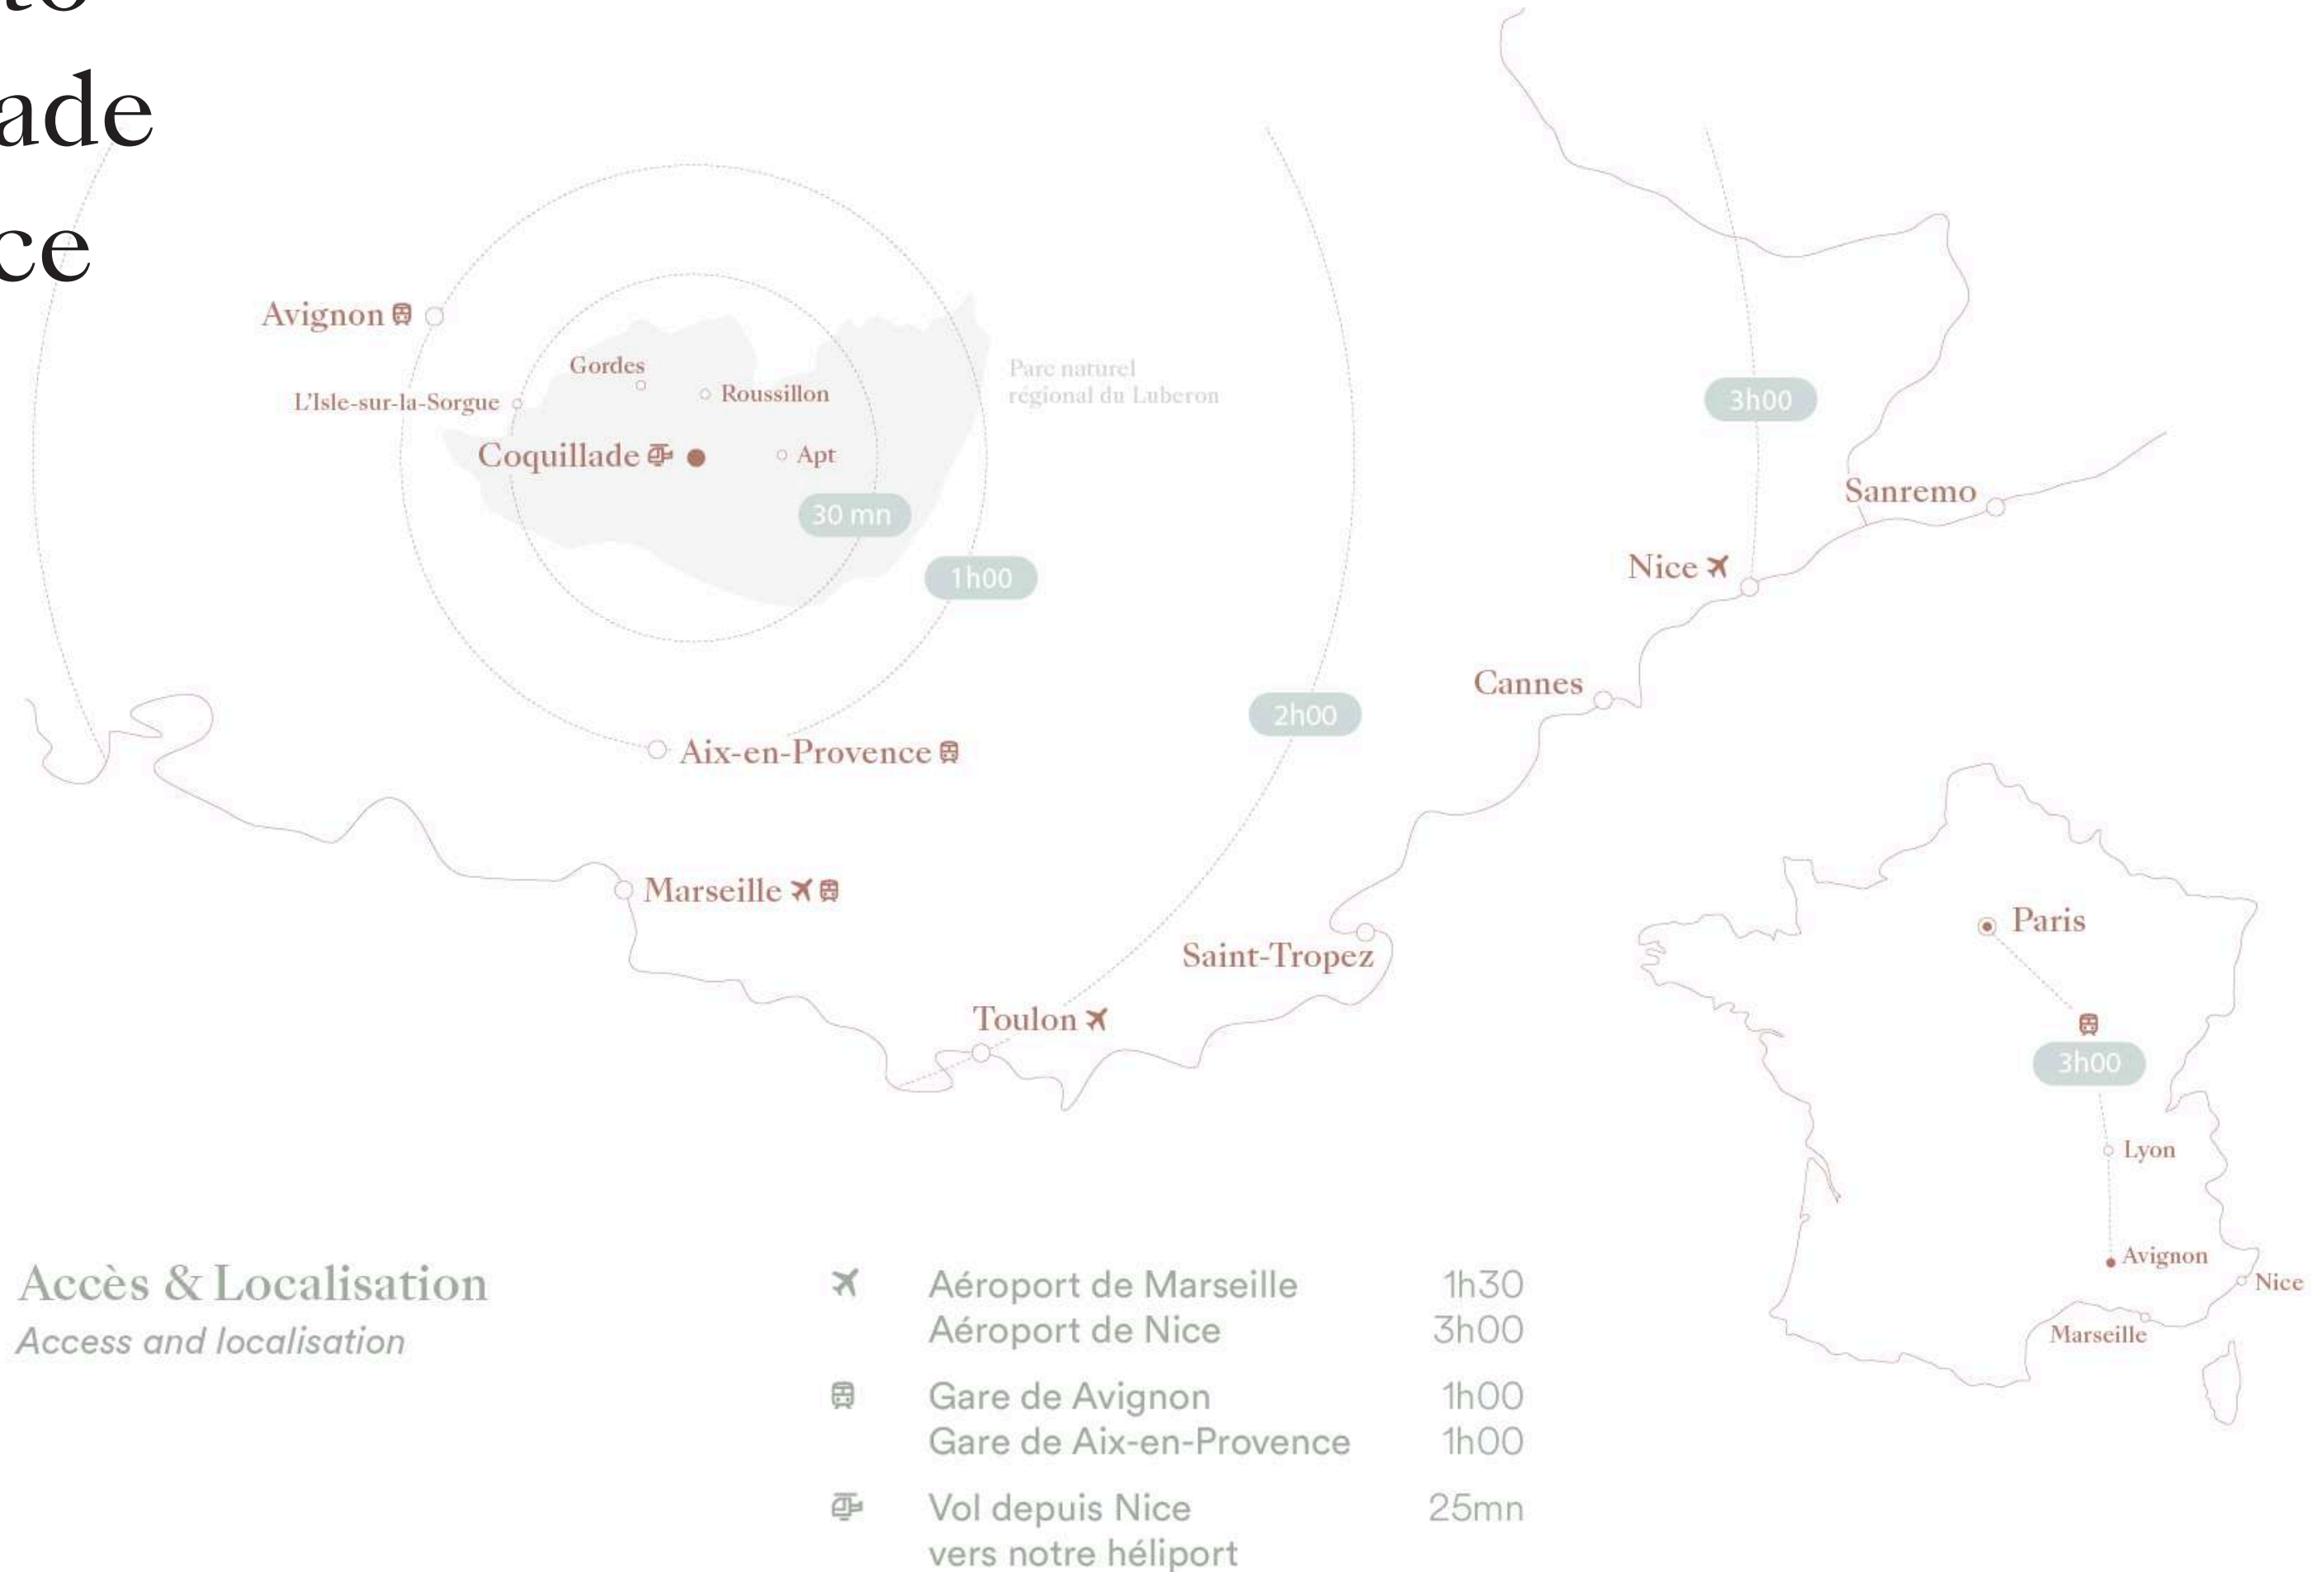 to
ade
ce
Avignon
Gordes
L'Isle-sur-la-Sorgue
Roussillon
Coquillade
Apt
30 mn
1h00
Parc naturel
régional du Luberon
3h00
Sanremo
Nice
Cannes
2h00
Aix-en-Provence
Marseille
Saint-Tropez
Toulon
Paris
3h00
Lyon
Avignon
Nice
Marseille
Accès & Localisation
Access and localisation
Aéroport de Marseille 1h30
Aéroport de Nice 3h00
Gare de Avignon 1h00
Gare de Aix-en-Provence 1h00
Vol depuis Nice 25mn
vers notre héliport